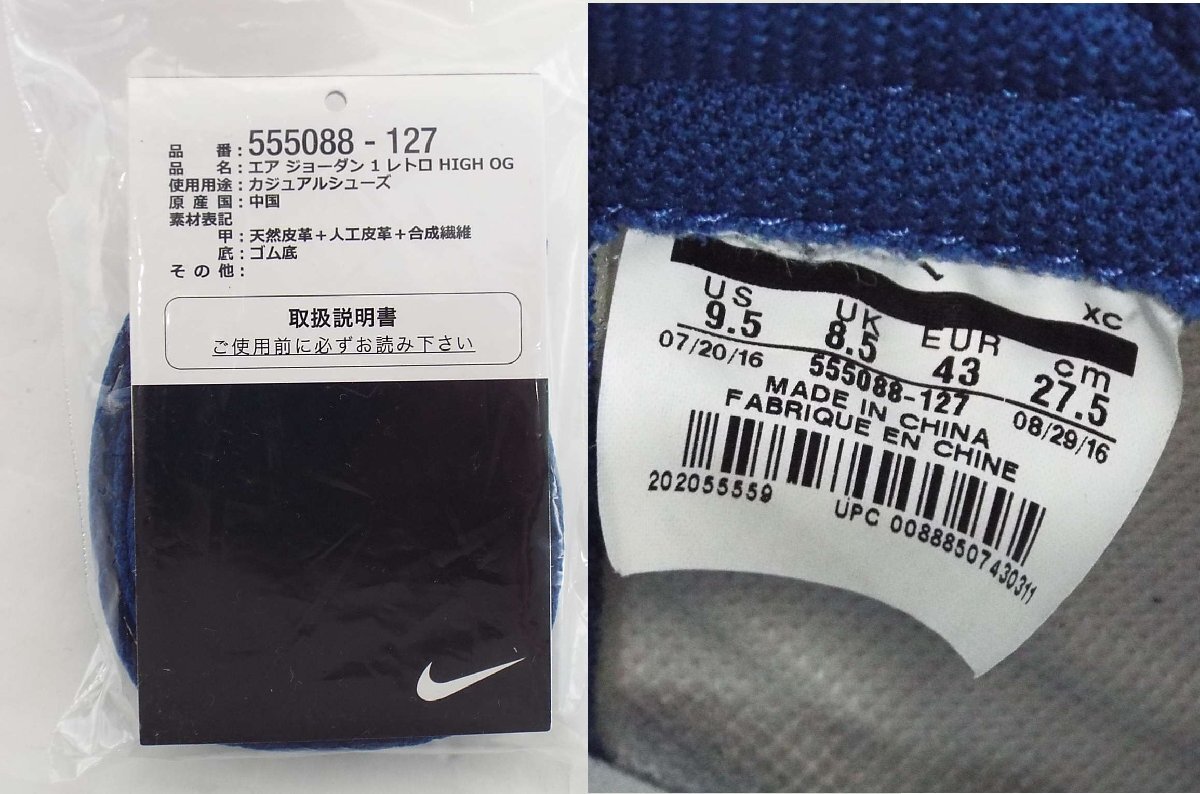 品 番：555088 - 127
品 名：エア ジョーダン 1 レトロ HIGH OG
使用用途：カジュアルシューズ
原 産 国：中国
素材表記
甲：天然皮革＋人工皮革＋合成繊維
底：ゴム底
そ の 他：
取扱説明書
ご使用前に必ずお読み下さい
XC
US UK EUR cm
9.5 8.5 43 27.5
07/20/16 555088-127 08/29/16
MADE IN CHINA
FABRIQUE EN CHINE
202055559
UPC 00888507430311